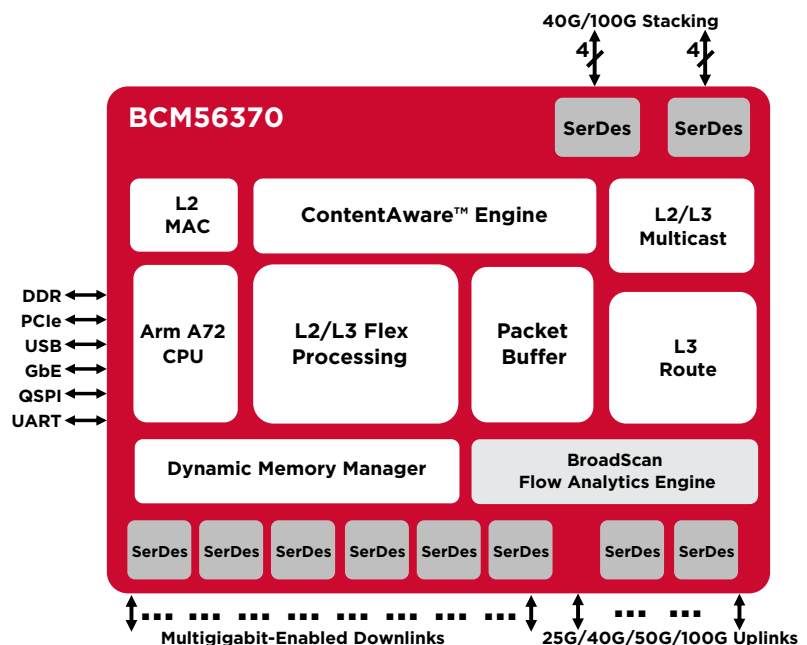 40G/100G Stacking
4
4
BCM56370
SerDes
SerDes
L2
MAC
ContentAware™ Engine
L2/L3
Multicast
DDR
PCIe
USB
GbE
QSPI
UART
Arm A72
CPU
L2/L3 Flex
Processing
Packet
Buffer
L3
Route
Dynamic Memory Manager
BroadScan
Flow Analytics Engine
SerDes
SerDes
SerDes
SerDes
SerDes
SerDes
SerDes
SerDes
Multigigabit-Enabled Downlinks
25G/40G/50G/100G Uplinks